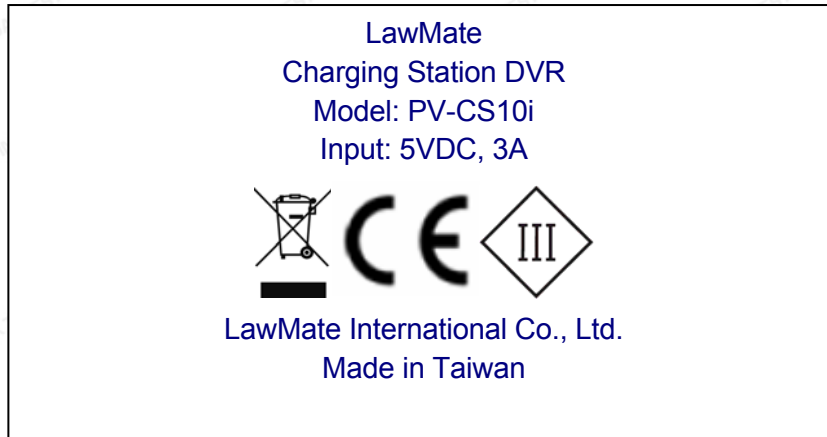 LawMate
Charging Station DVR
Model: PV-CS10i
Input: 5VDC, 3A
CE III
LawMate International Co., Ltd.
Made in Taiwan